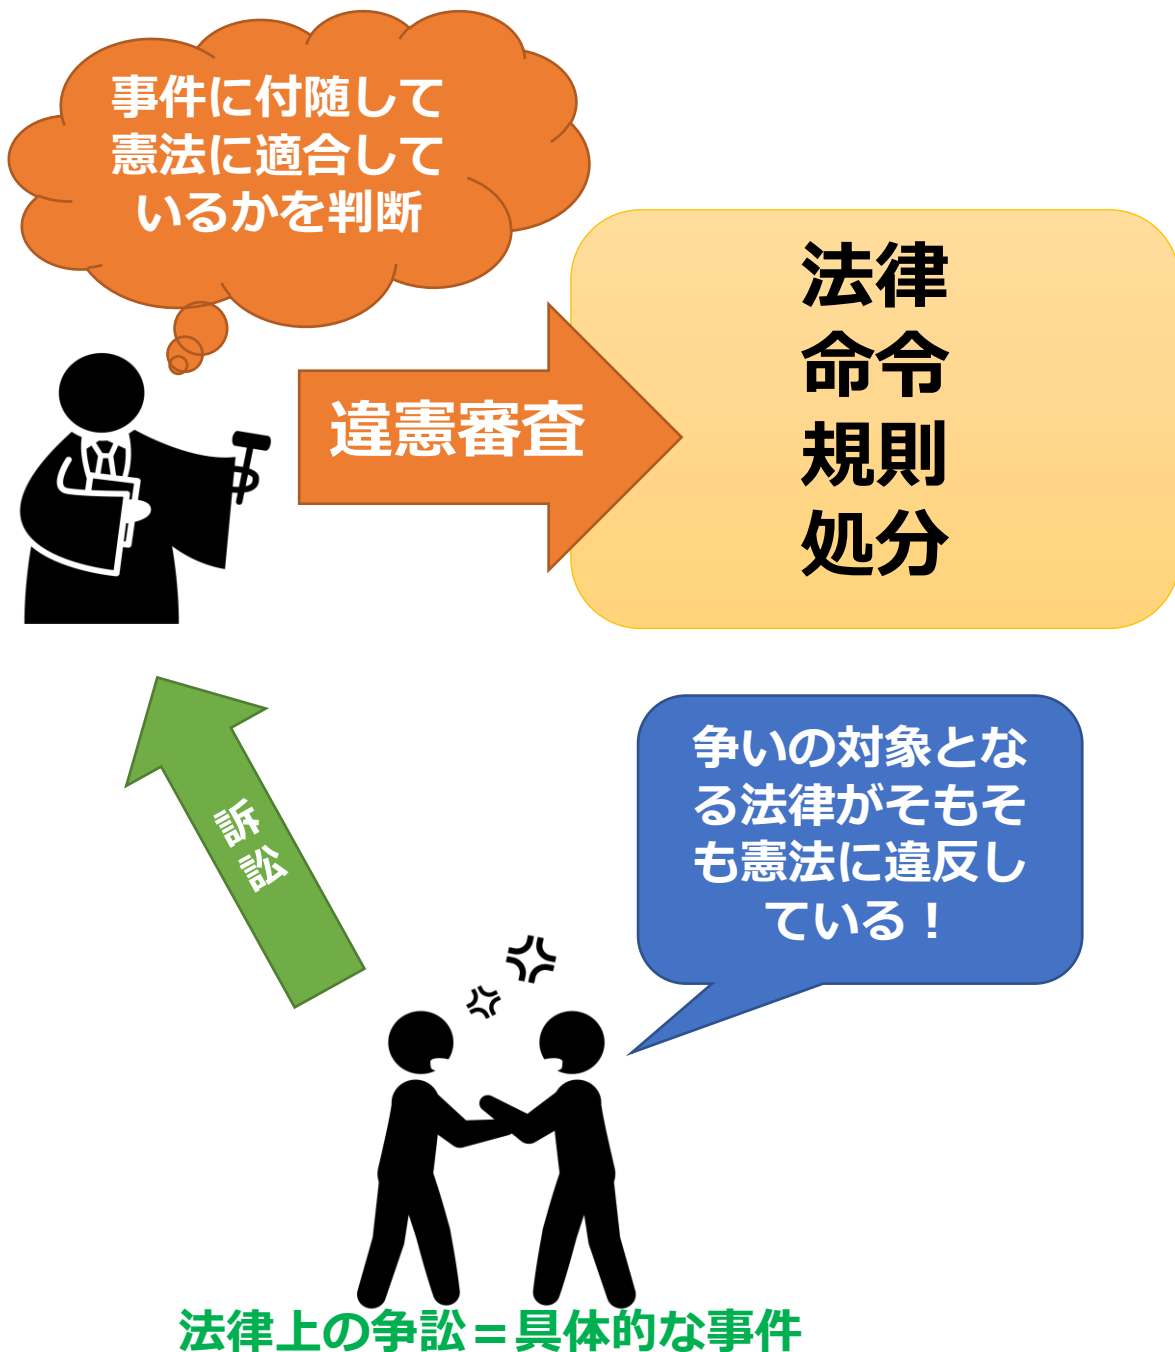 事件に付随して
憲法に適合して
いるかを判断
違憲審査
法律
命令
規則
処分
訴
訟
争いの対象とな
る法律がそもそ
も憲法に違反し
ている！
法律上の争訟＝具体的な事件